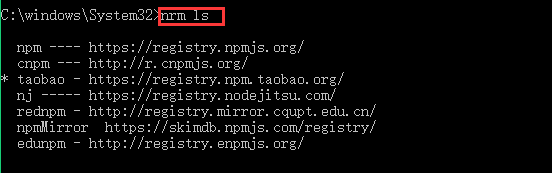 C:\windows\System32>nrm ls
npm ---- https://registry.npmjs.org/
cnpm --- http://r.cnpmjs.org/
* taobao - https://registry.npm.taobao.org/
nj ----- https://registry.nodejitsu.com/
rednpm - http://registry.mirror.cqupt.edu.cn/
npmMirror  https://skimdb.npmjs.com/registry/
edunpm - http://registry.enpmjs.org/